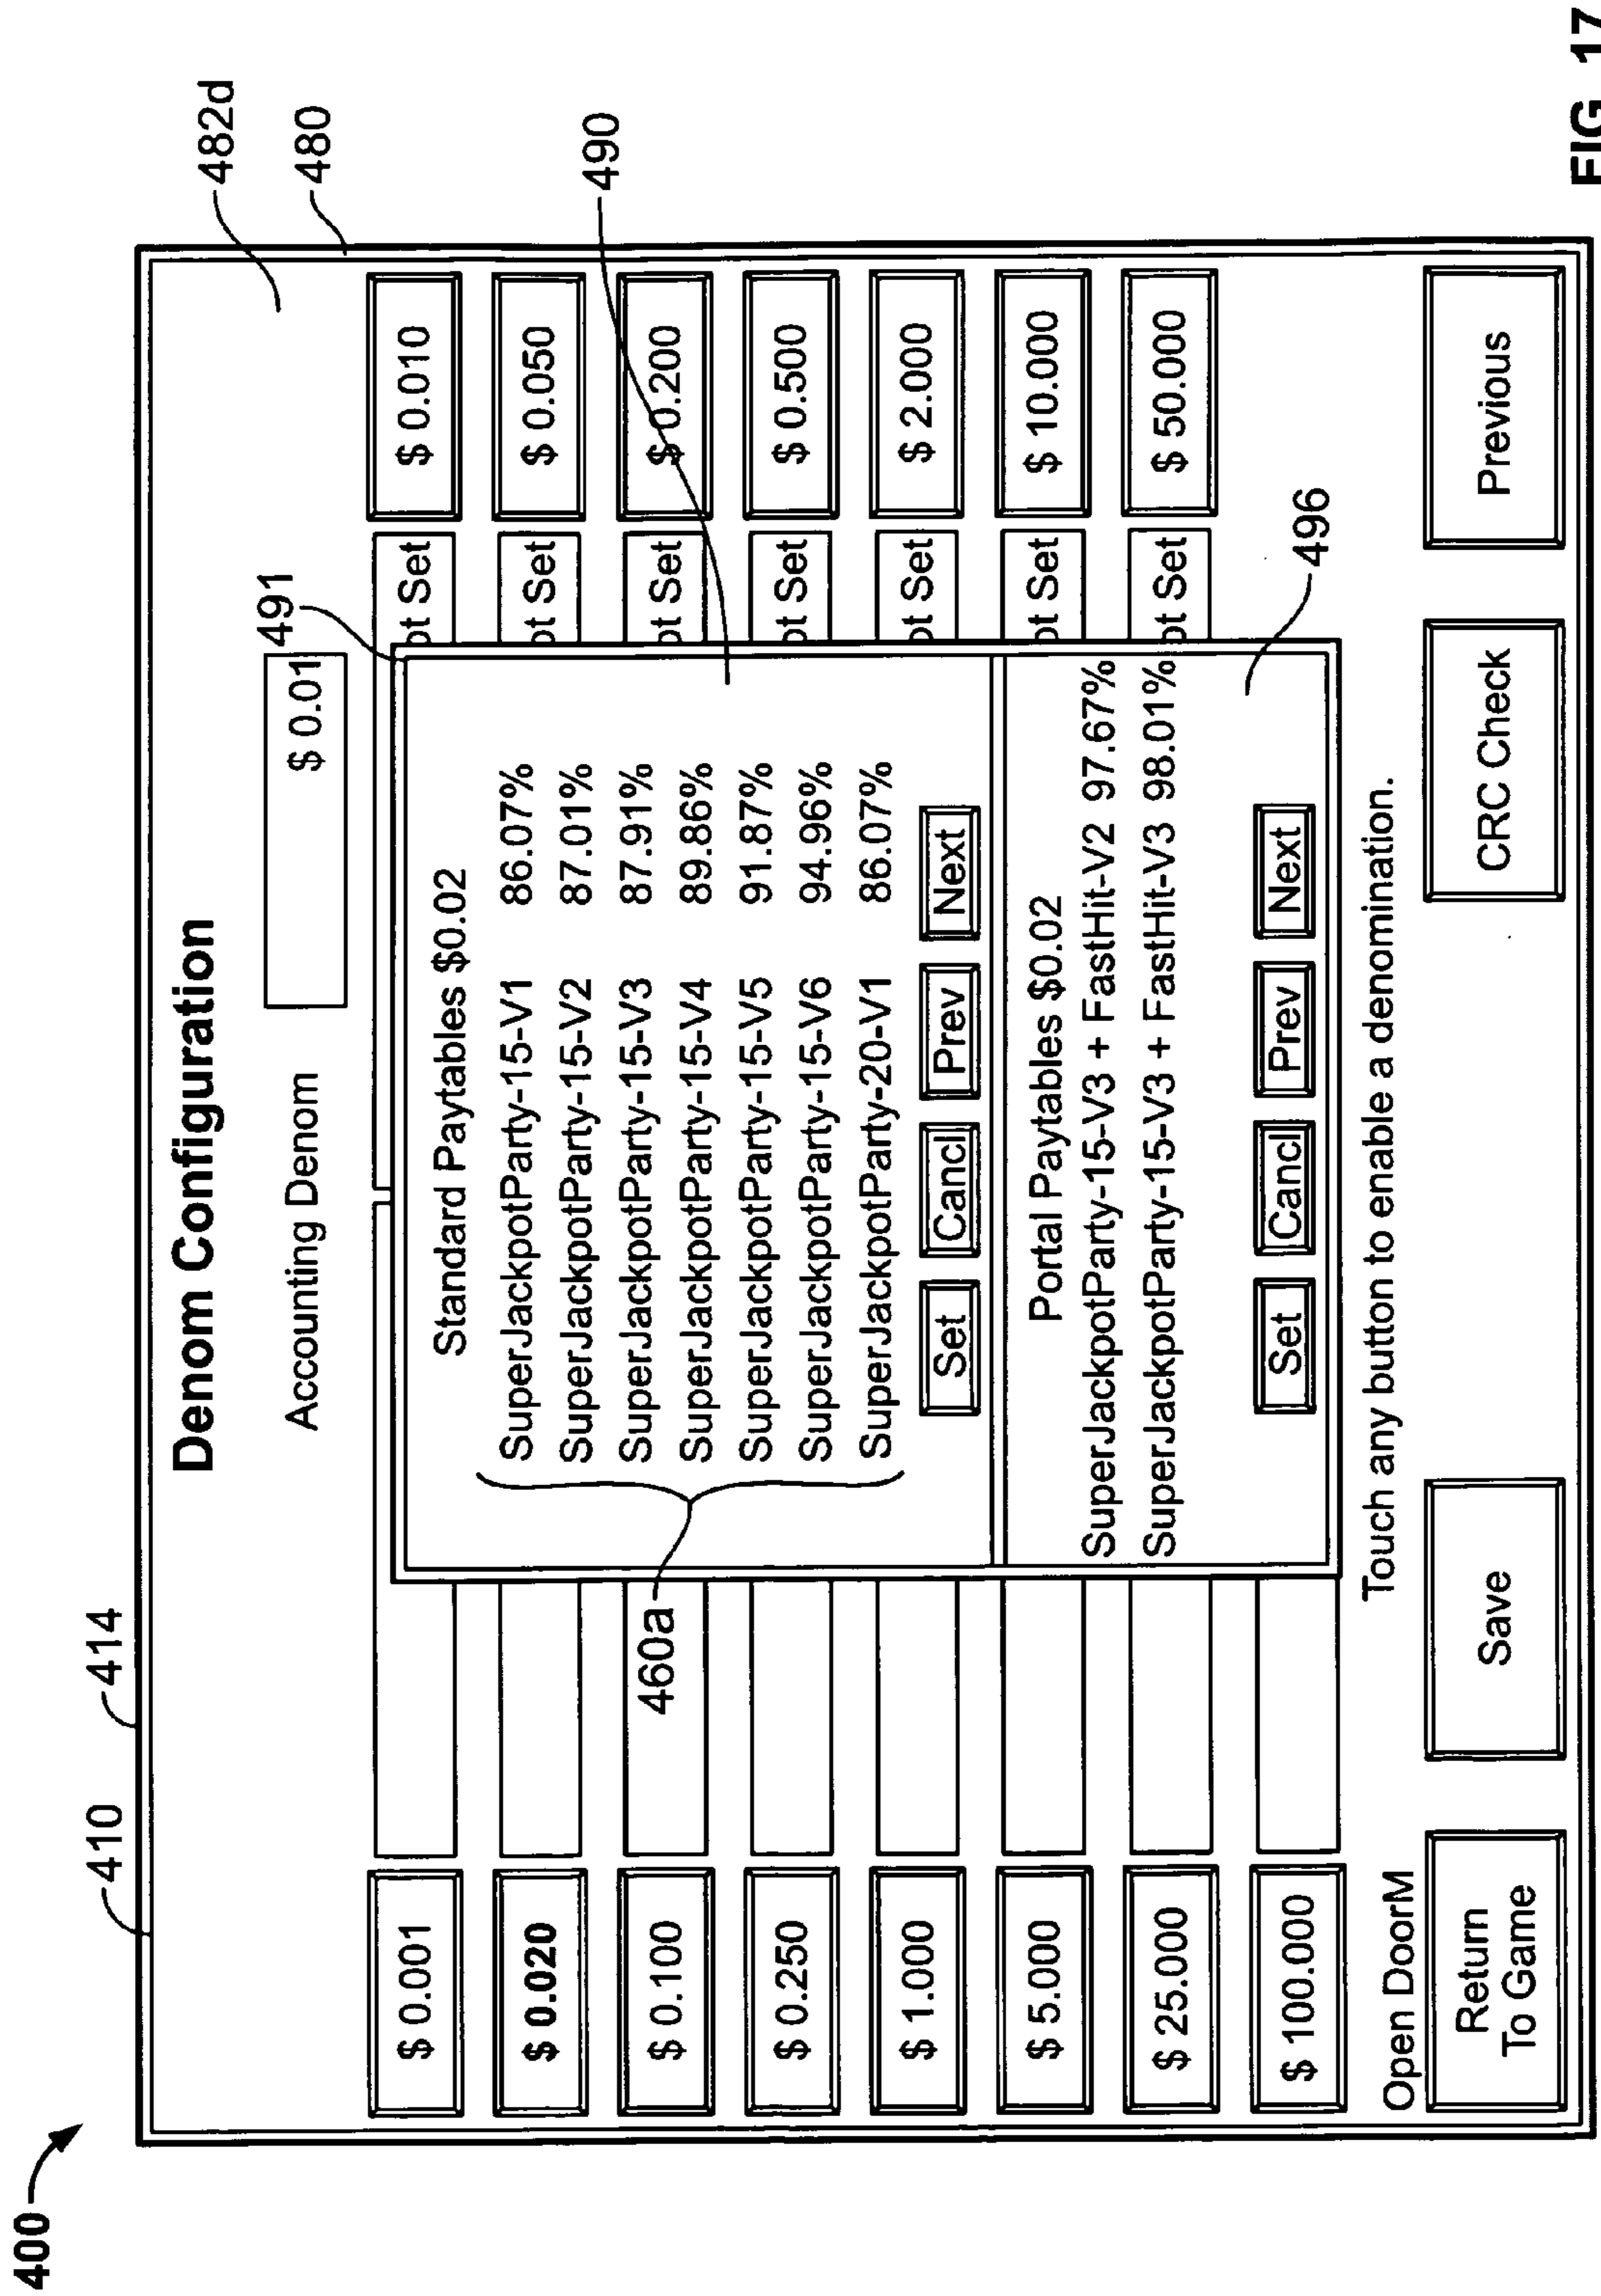 400
410
414
482d
480
Denom Configuration
Accounting Denom $ 0.01
491
490
$ 0.001 ot Set $ 0.010
$ 0.020 ot Set $ 0.050
$ 0.100 ot Set $ 0.200
$ 0.250 ot Set $ 0.500
$ 1.000 ot Set $ 2.000
$ 5.000 ot Set $ 10.000
$ 25.000 ot Set $ 50.000
$ 100.000
Standard Paytables $0.02
SuperJackpotParty-15-V1 86.07%
SuperJackpotParty-15-V2 87.01%
SuperJackpotParty-15-V3 87.91%
SuperJackpotParty-15-V4 89.86%
SuperJackpotParty-15-V5 91.87%
SuperJackpotParty-15-V6 94.96%
SuperJackpotParty-20-V1 86.07%
460a
Set Cancl Prev Next
Portal Paytables $0.02
SuperJackpotParty-15-V3 + FastHit-V2 97.67%
SuperJackpotParty-15-V3 + FastHit-V3 98.01%
496
Set Cancl Prev Next
Open DoorM
Touch any button to enable a denomination.
Return
To Game
Save
CRC Check
Previous
FIG. 17